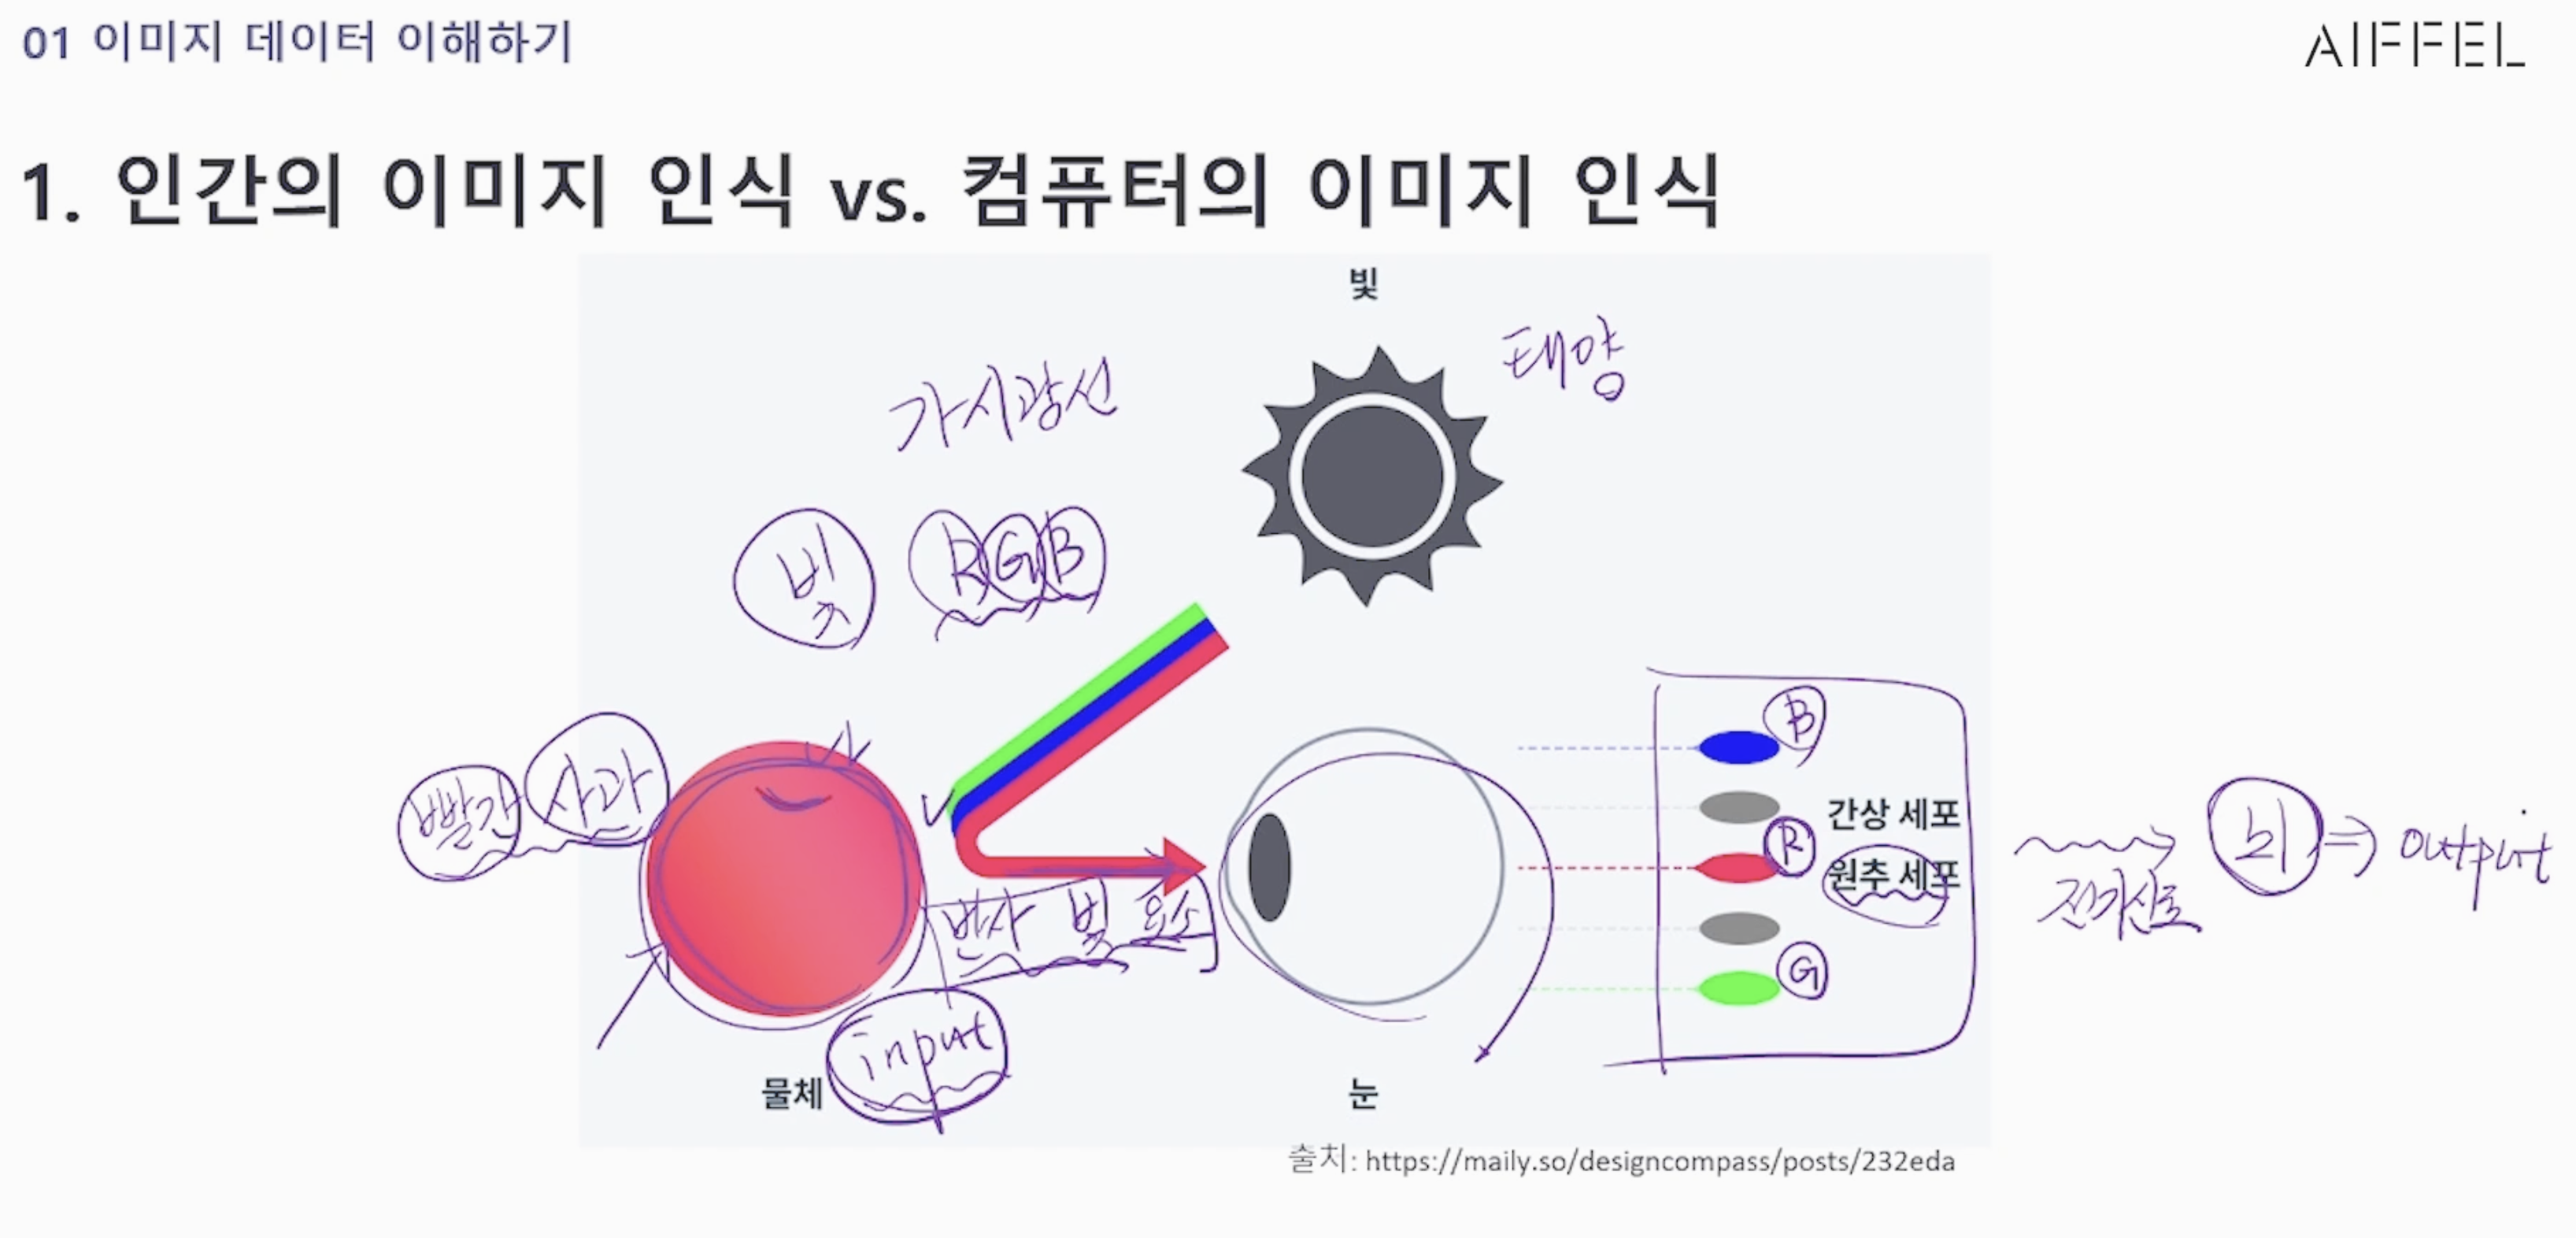 01 이미지 데이터 이해하기
AIFFEL
1. 인간의 이미지 인식 vs. 컴퓨터의 이미지 인식
빛
태양
가시광선
빛 RGB
B
빨간 사과
간상 세포
R
원추 세포
뇌 ⇒ output
전기신호
반사 빛 요소
G
input
물체
눈
출처: https://maily.so/designcompass/posts/232eda